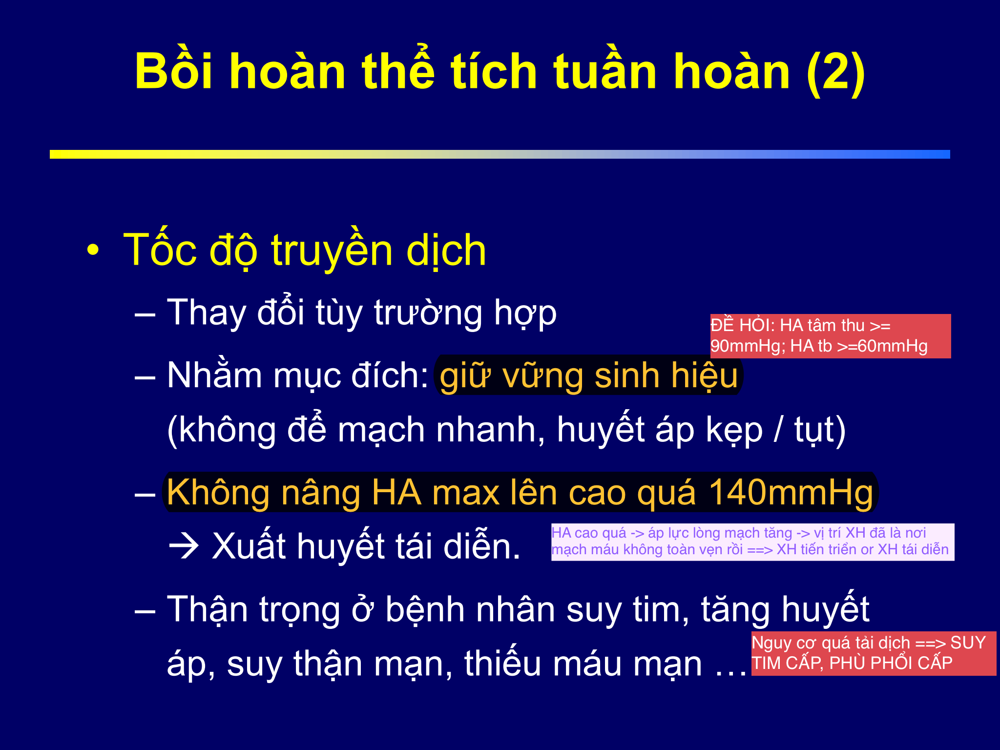 Bồi hoàn thể tích tuần hoàn (2)
• Tốc độ truyền dịch
– Thay đổi tùy trường hợp
ĐỀ HỎI: HA tâm thu >=
90mmHg; HA tb >=60mmHg
– Nhằm mục đích: giữ vững sinh hiệu
(không để mạch nhanh, huyết áp kẹp / tụt)
– Không nâng HA max lên cao quá 140mmHg
→ Xuất huyết tái diễn.
HA cao quá -> áp lực lòng mạch tăng -> vị trí XH đã là nơi
mạch máu không toàn vẹn rồi ==> XH tiến triển or XH tái diễn
– Thận trọng ở bệnh nhân suy tim, tăng huyết
áp, suy thận mạn, thiếu máu mạn …
Nguy cơ quá tải dịch ==> SUY
TIM CẤP, PHÙ PHỔI CẤP